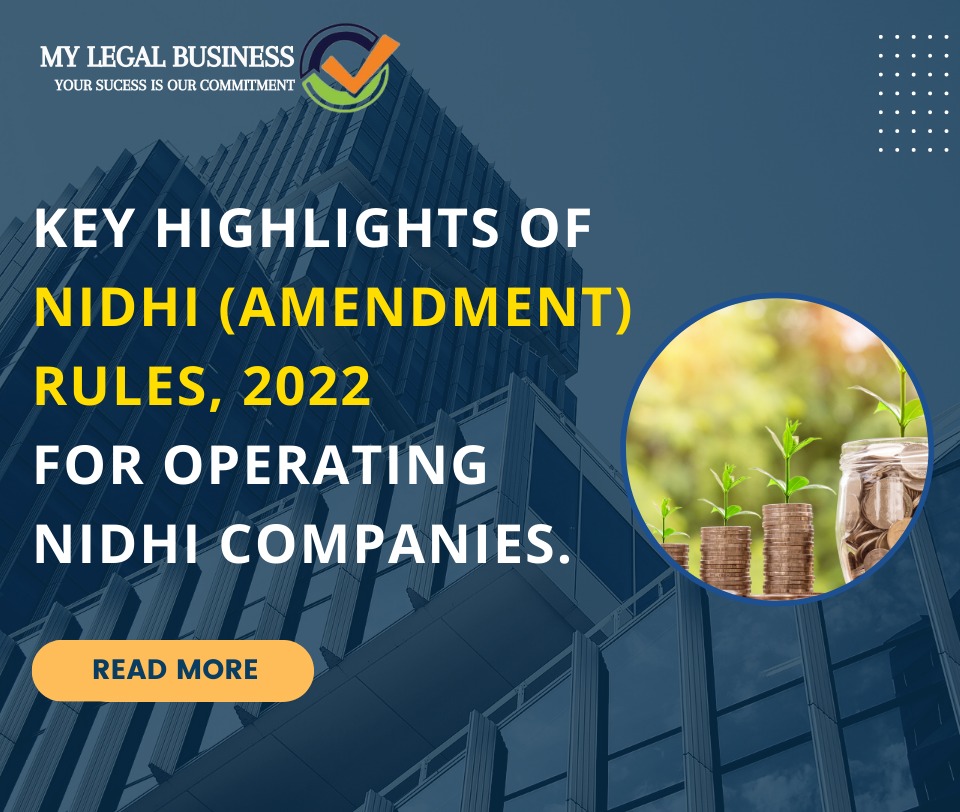 MY LEGAL BUSINESS
YOUR SUCESS IS OUR COMMITMENT
KEY HIGHLIGHTS OF
NIDHI (AMENDMENT)
RULES, 2022
FOR OPERATING
NIDHI COMPANIES.
READ MORE